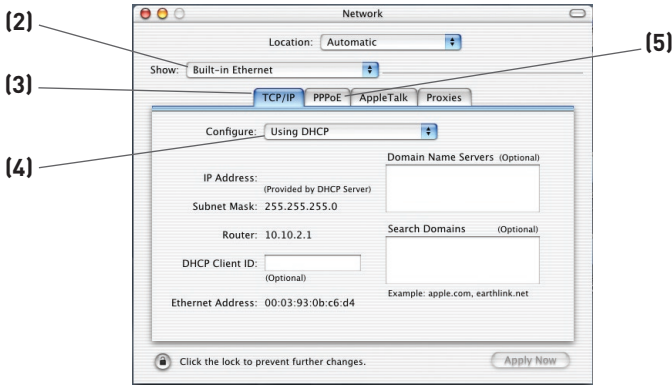 Network
(2)
Location: Automatic
(5)
Show: Built-in Ethernet
(3)
TCP/IP PPPoE AppleTalk Proxies
Configure: Using DHCP
(4)
Domain Name Servers (Optional)
IP Address:
(Provided by DHCP Server)
Subnet Mask: 255.255.255.0
Router: 10.10.2.1
Search Domains (Optional)
DHCP Client ID:
(Optional)
Example: apple.com, earthlink.net
Ethernet Address: 00:03:93:0b:c6:d4
Click the lock to prevent further changes.
Apply Now